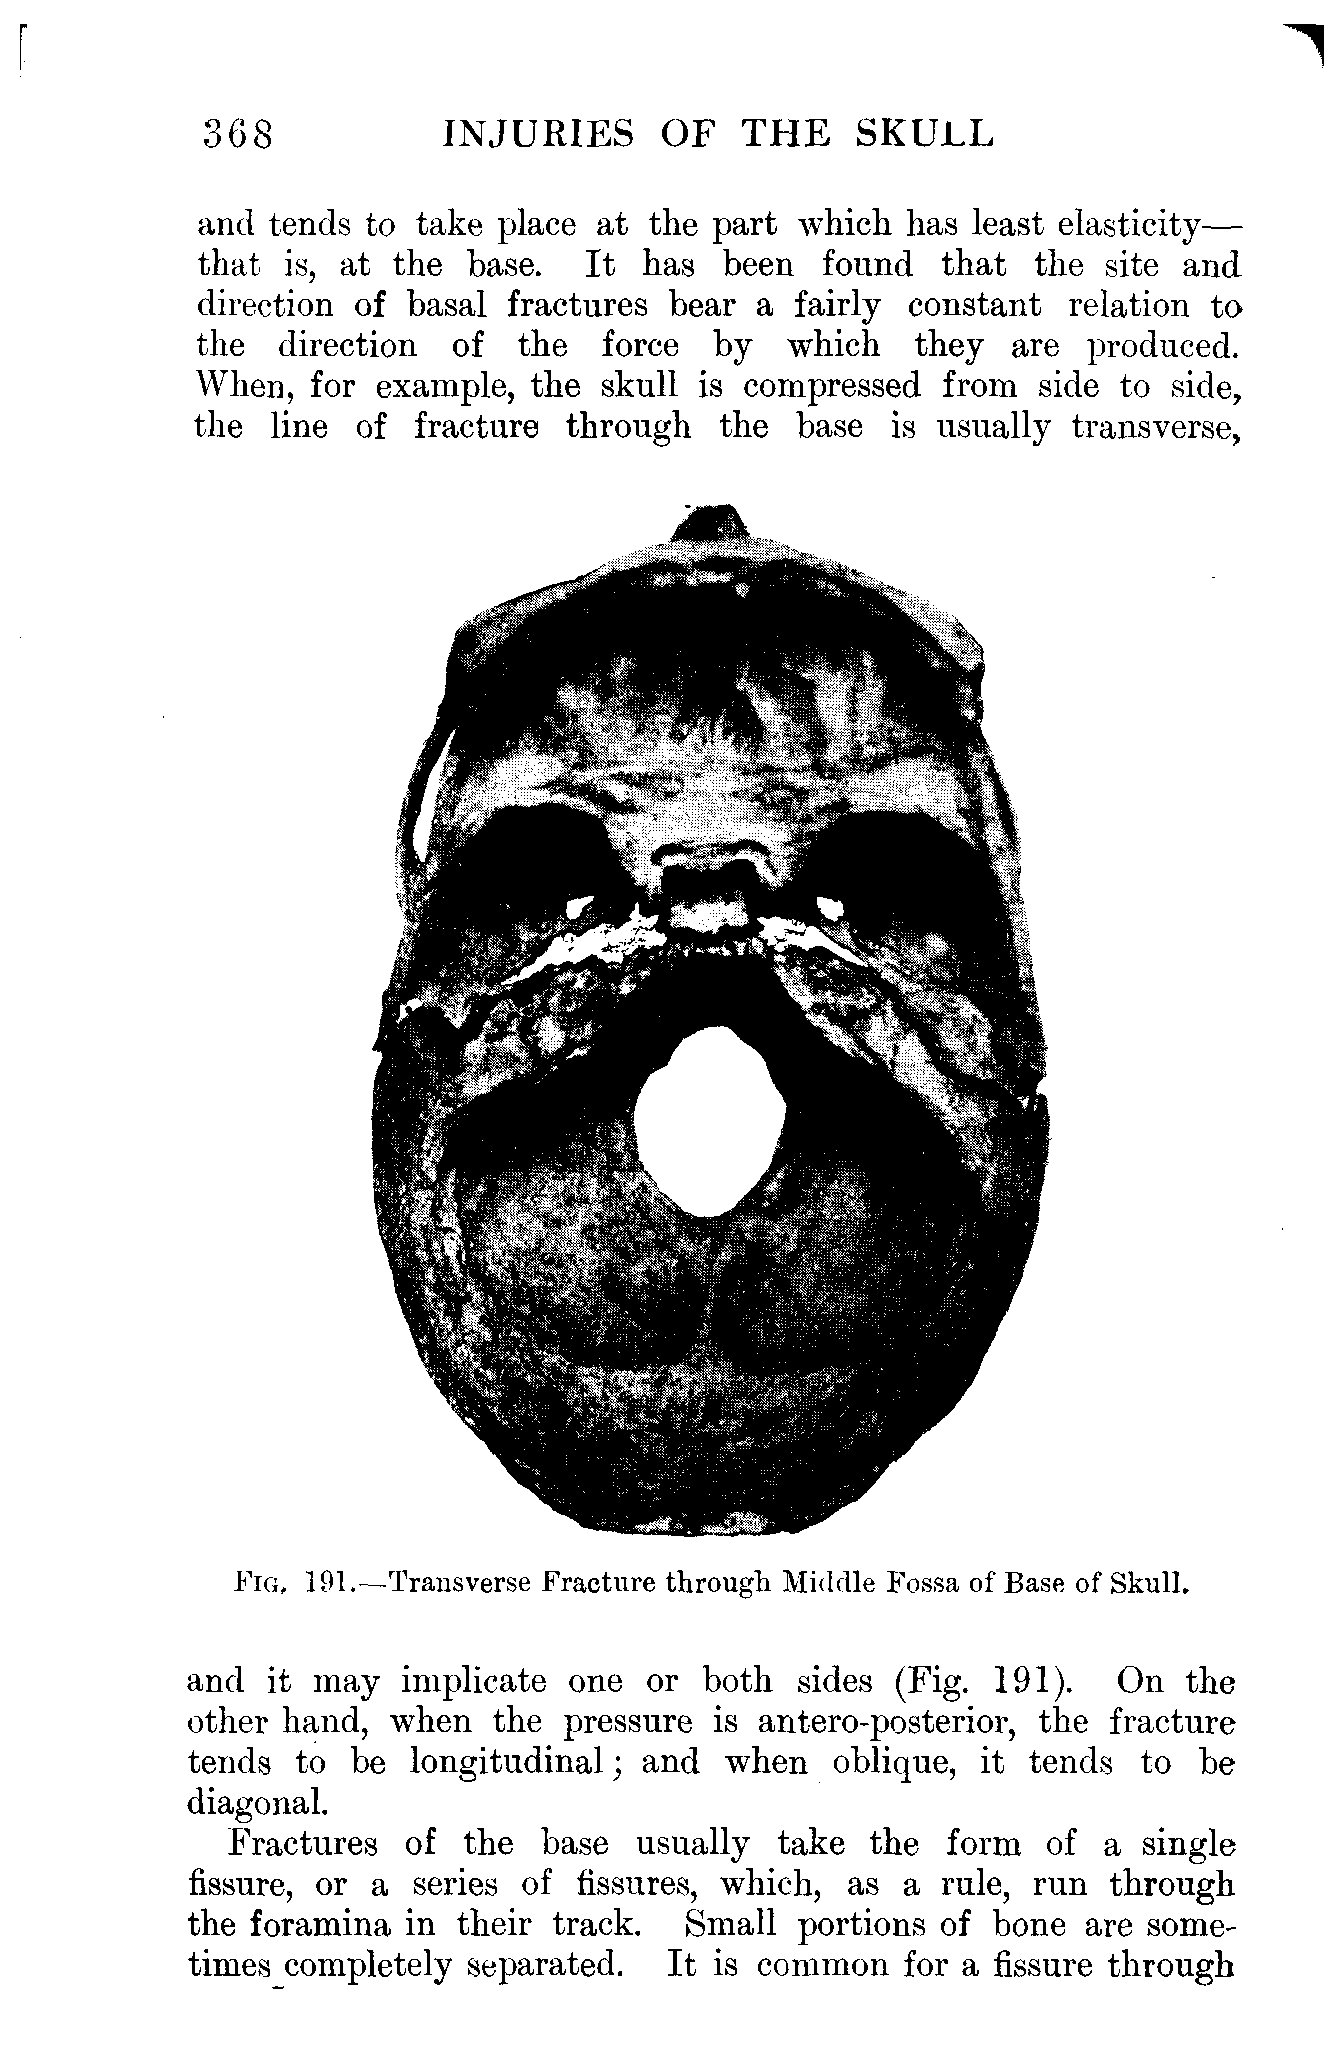 368 INJURIES OF THE SKULL
and tends to take place at the part which has least elasticity—
that is, at the base. It has been found that the site and
direction of basal fractures bear a fairly constant relation to
the direction of the force by which they are produced.
When, for example, the skull is compressed from side to side,
the line of fracture through the base is usually transverse,
FIG. 191.—Transverse Fracture through Middle Fossa of Base of Skull.
and it may implicate one or both sides (Fig. 191). On the
other hand, when the pressure is antero-posterior, the fracture
tends to be longitudinal; and when oblique, it tends to be
diagonal.
Fractures of the base usually take the form of a single
fissure, or a series of fissures, which, as a rule, run through
the foramina in their track. Small portions of bone are some-
times completely separated. It is common for a fissure through